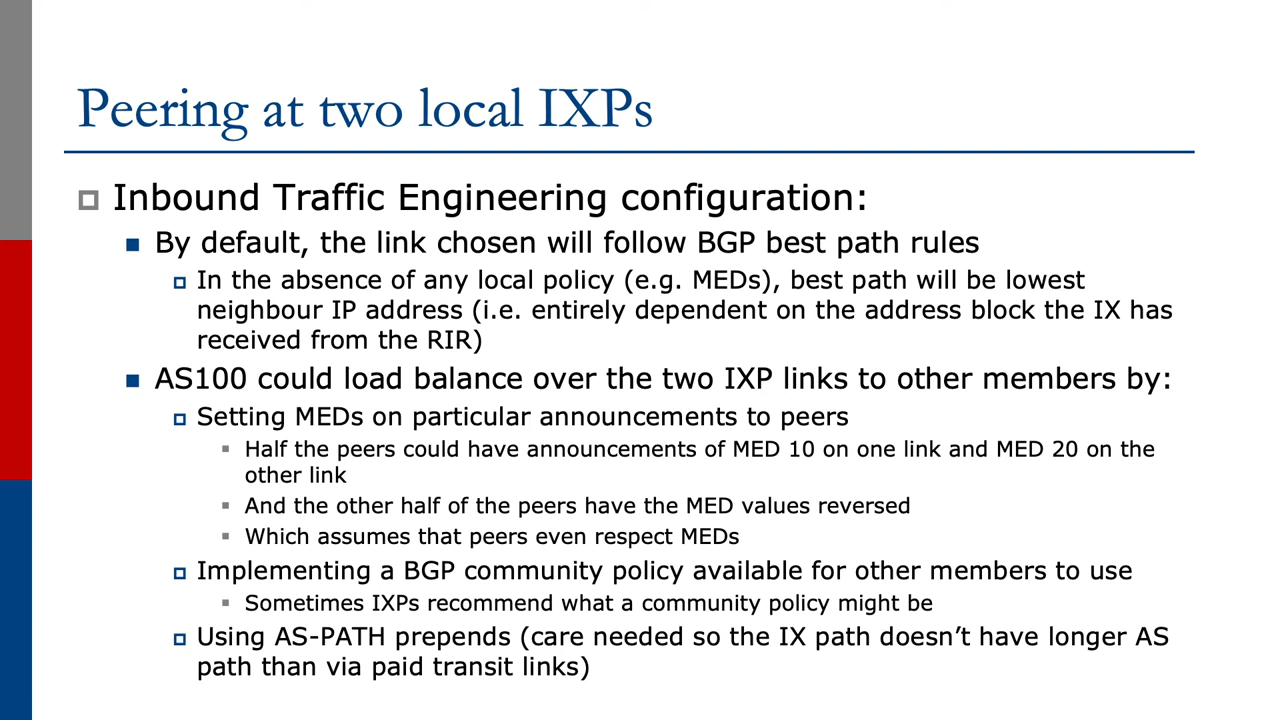 Peering at two local IXPs
Inbound Traffic Engineering configuration:
By default, the link chosen will follow BGP best path rules
In the absence of any local policy (e.g. MEDs), best path will be lowest
neighbour IP address (i.e. entirely dependent on the address block the IX has
received from the RIR)
AS100 could load balance over the two IXP links to other members by:
Setting MEDs on particular announcements to peers
Half the peers could have announcements of MED 10 on one link and MED 20 on the
other link
And the other half of the peers have the MED values reversed
Which assumes that peers even respect MEDs
Implementing a BGP community policy available for other members to use
Sometimes IXPs recommend what a community policy might be
Using AS-PATH prepends (care needed so the IX path doesn’t have longer AS
path than via paid transit links)